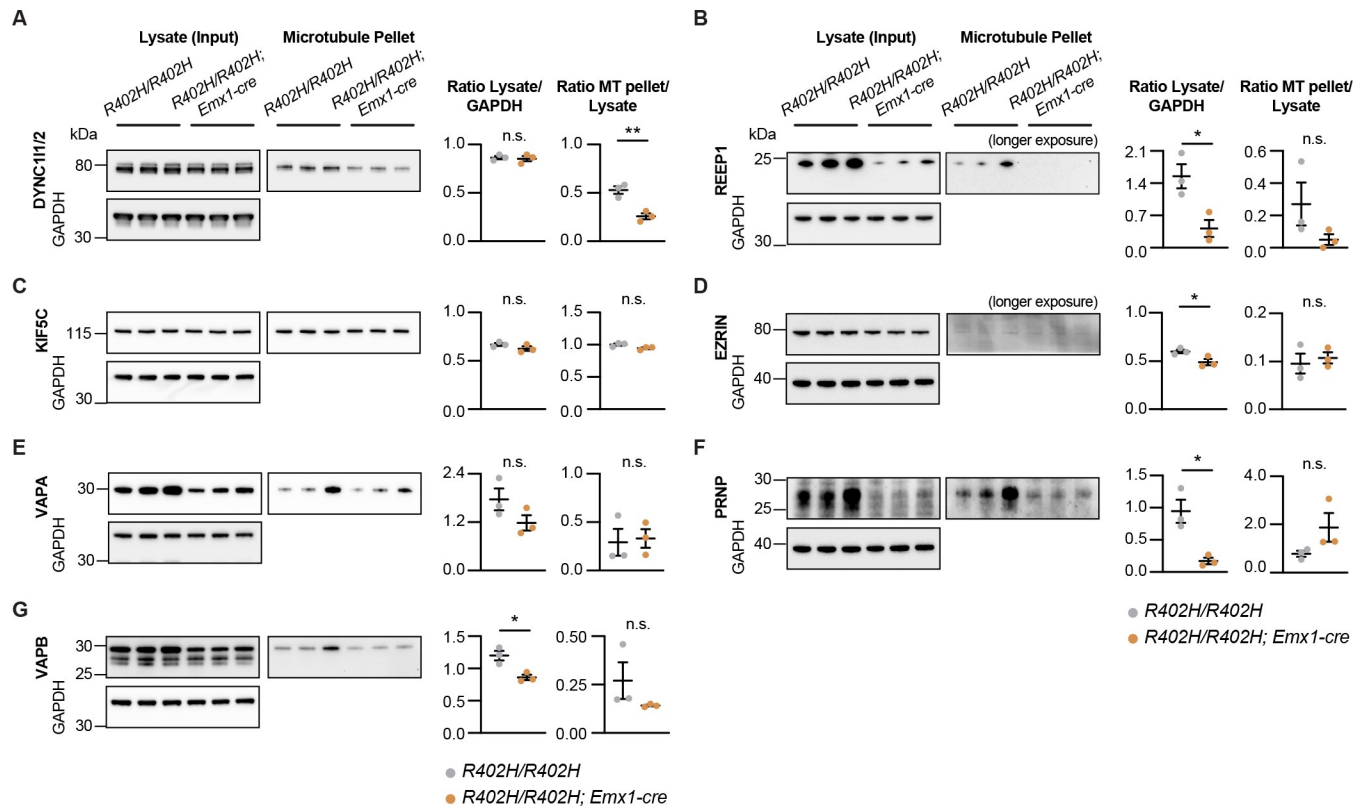 A
Lysate (Input)
Microtubule Pellet
R402H/R402H
R402H/R402H;
Emx1-cre
R402H/R402H
R402H/R402H;
Emx1-cre
Ratio Lysate/
GAPDH
Ratio MT pellet/
Lysate
kDa
DYNC1I1/2
80
GAPDH
30
n.s.
1.0
0.5
0.0
**
1.0
0.5
0.0
B
Lysate (Input)
Microtubule Pellet
R402H/R402H
R402H/R402H;
Emx1-cre
R402H/R402H
R402H/R402H;
Emx1-cre
Ratio Lysate/
GAPDH
Ratio MT pellet/
Lysate
kDa
(longer exposure)
REEP1
25
GAPDH
30
*
2.1
1.4
0.7
0.0
n.s.
0.6
0.4
0.2
0.0
C
KIF5C
115
GAPDH
30
n.s.
1.0
0.5
0.0
n.s.
1.5
1.0
0.5
0.0
D
(longer exposure)
EZRIN
80
GAPDH
40
*
1.0
0.5
0.0
n.s.
0.2
0.1
0.0
E
VAPA
30
GAPDH
30
n.s.
2.4
1.2
0.0
n.s.
1.0
0.5
0.0
F
PRNP
30
25
GAPDH
40
*
1.5
1.0
0.5
0.0
n.s.
4.0
2.0
0.0
R402H/R402H
R402H/R402H; Emx1-cre
G
VAPB
30
25
GAPDH
30
*
1.5
1.0
0.5
0.0
n.s.
0.50
0.25
0.00
R402H/R402H
R402H/R402H; Emx1-cre